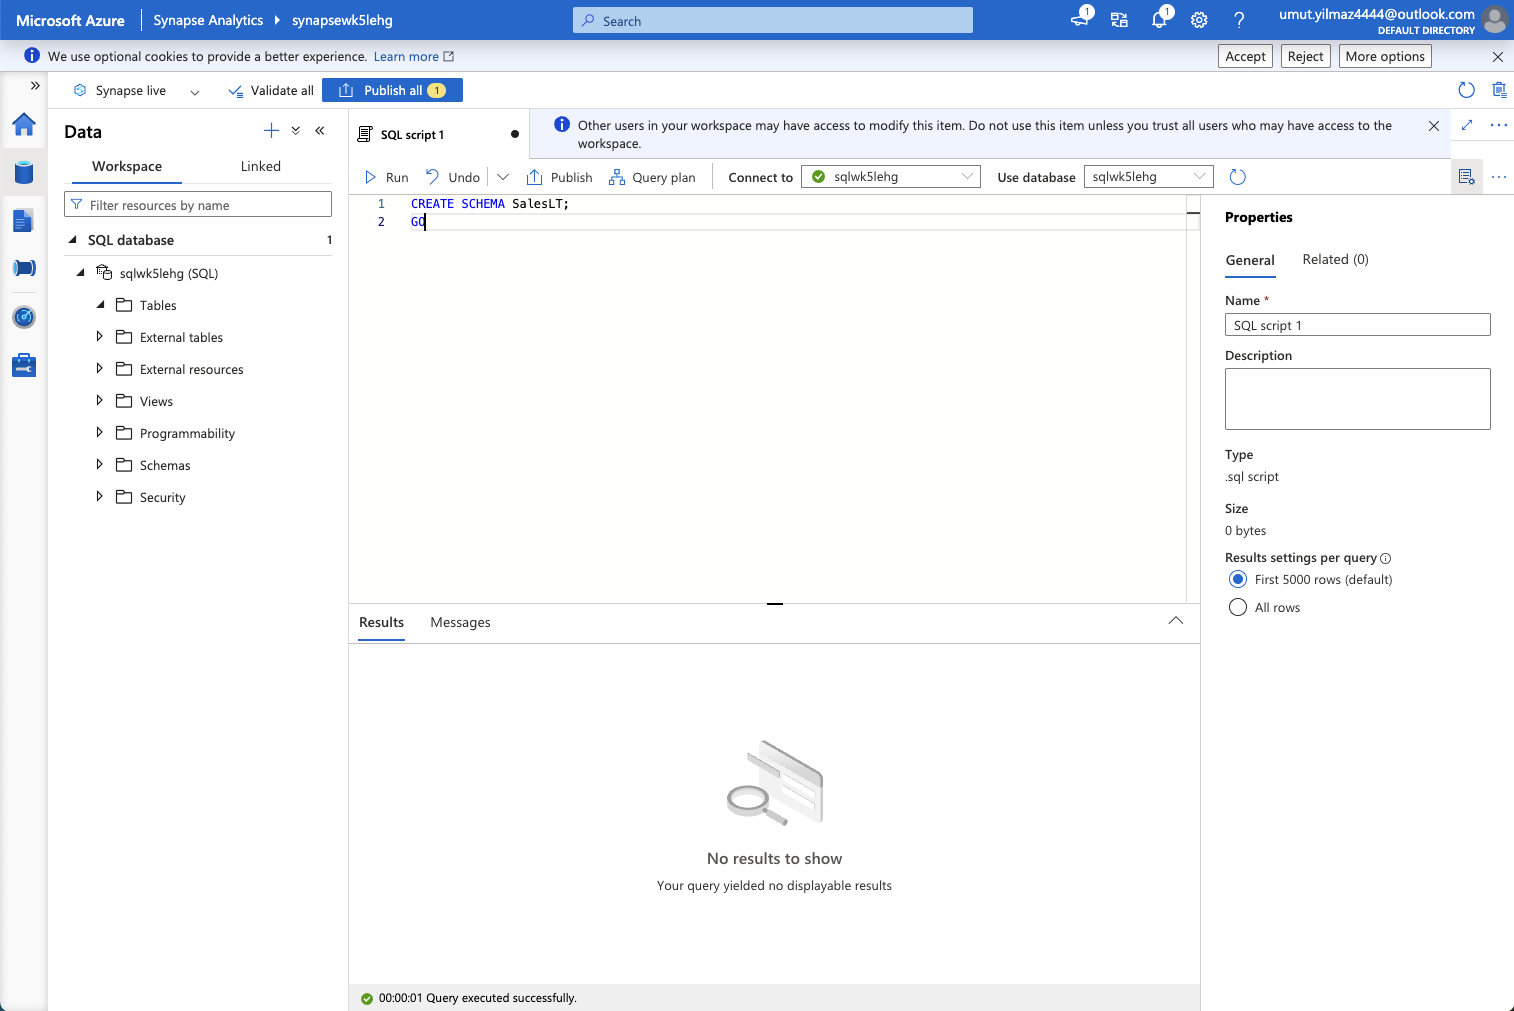 Microsoft Azure
Synapse Analytics
synapsewk5lehg
Search
1
1
umut.yilmaz4444@outlook.com
DEFAULT DIRECTORY
We use optional cookies to provide a better experience. Learn more
Accept
Reject
More options
Synapse live
Validate all
Publish all 1
Data
Workspace
Linked
Filter resources by name
SQL database 1
sqlwk5lehg (SQL)
Tables
External tables
External resources
Views
Programmability
Schemas
Security
SQL script 1
Other users in your workspace may have access to modify this item. Do not use this item unless you trust all users who may have access to the
workspace.
Run
Undo
Publish
Query plan
Connect to
sqlwk5lehg
Use database
sqlwk5lehg
1 CREATE SCHEMA SalesLT;
2 GO
Results
Messages
No results to show
Your query yielded no displayable results
00:00:01 Query executed successfully.
Properties
General
Related (0)
Name *
SQL script 1
Description
Type
.sql script
Size
0 bytes
Results settings per query
First 5000 rows (default)
All rows